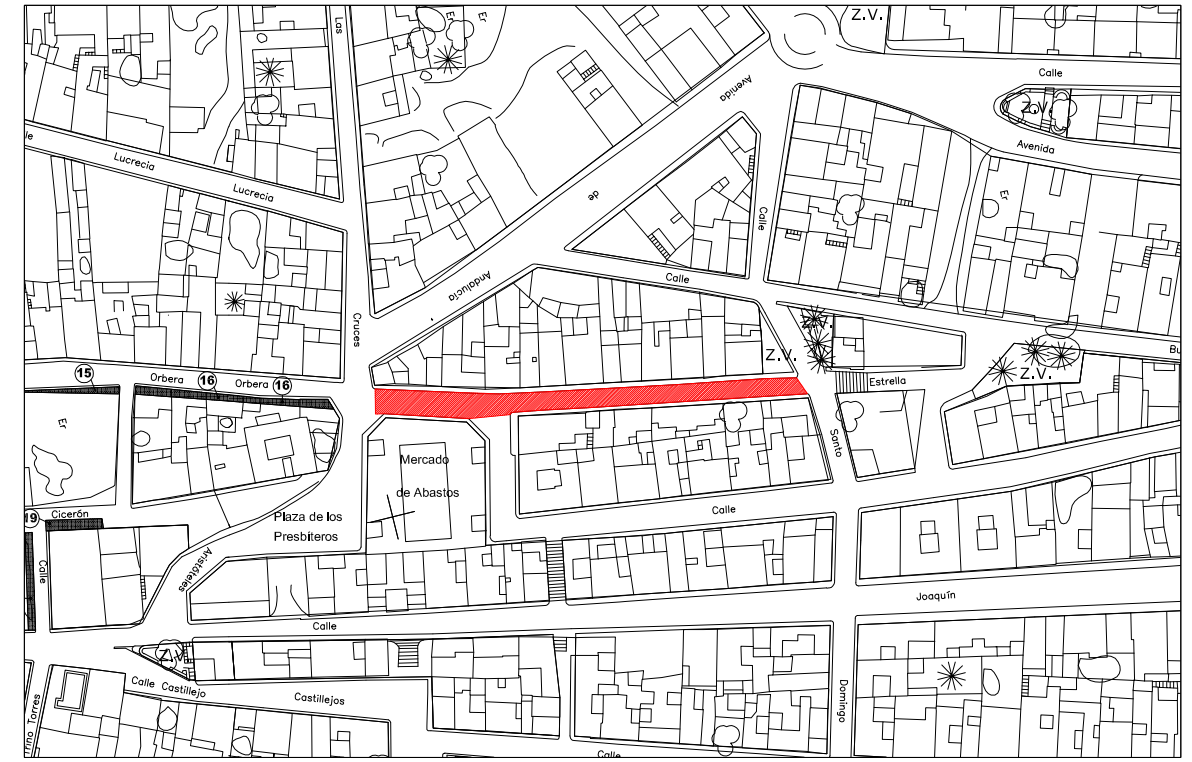 Las
Er
Er
Z.V.
Calle
Avenida
Z.V.
Avenida
Lucrecia
Lucrecia
de
Calle
Er
Calle
Andalucía
Cruces
Z.V.
Z.V.
15
Orbera
16
Orbera
16
Estrella
Z.V.
Er
Santo
Mercado
de Abastos
Cicerón
Plaza de los
Presbíteros
Calle
Aristóteles
Calle
Joaquín
Calle
Z.V.
Calle Castillejo
Castillejos
Domingo
Torres
Calle